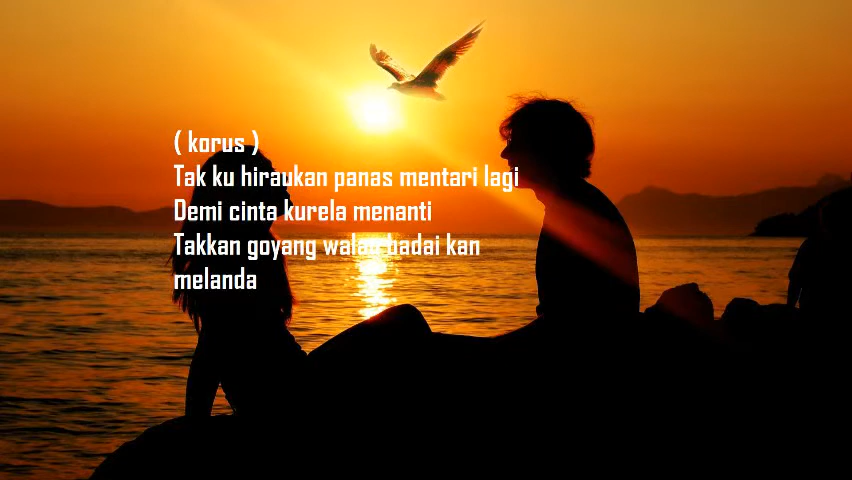 ( korus )
Tak ku hiraukan panas mentari lagi
Demi cinta kurela menanti
Takkan goyang walau badai kan
melanda